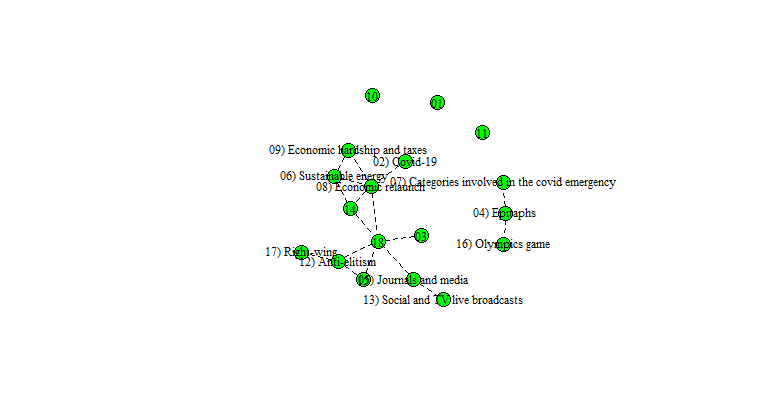 10
01
11
09) Economic hardship and taxes
02) Covid-19
06) Sustainable energy
07) Categories involved in the covid emergency
08) Economic relaunch
14
04) Epitaphs
03
18
16) Olympics game
17) Right-wing
12) Anti-elitism
05
Journals and media
13) Social and TV live broadcasts